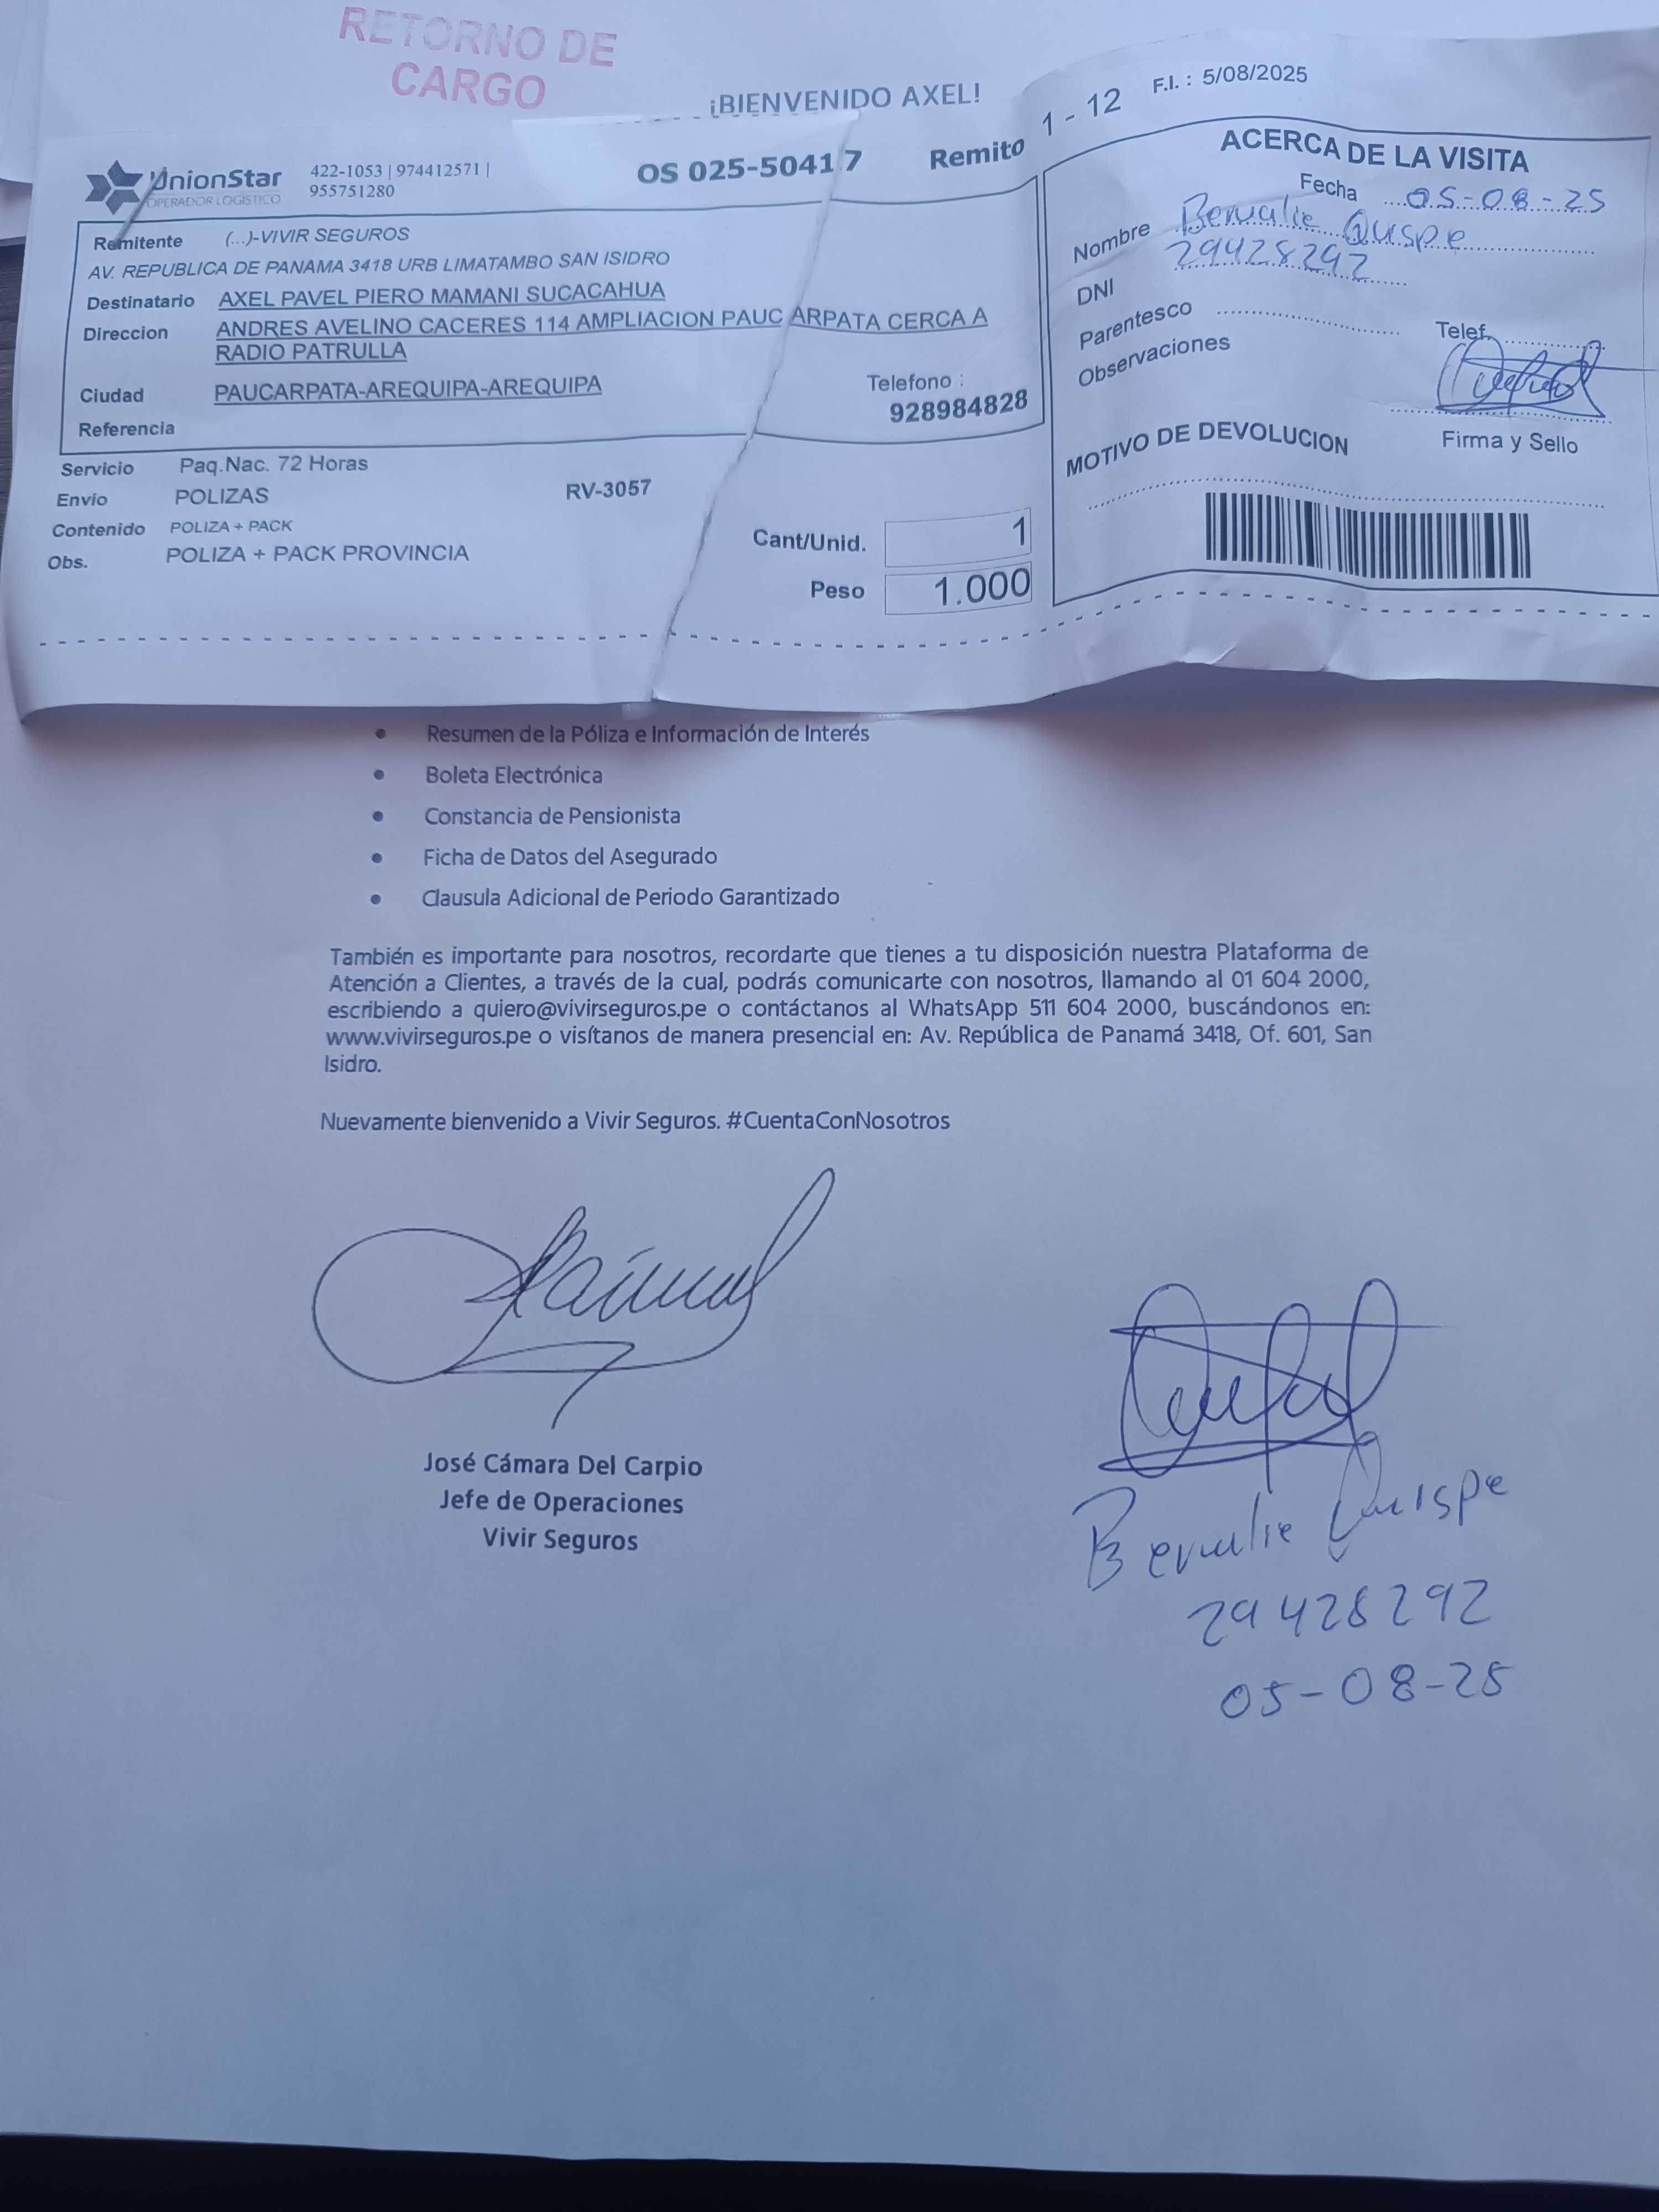 RETORNO DE
CARGO
¡BIENVENIDO AXEL!
UnionStar
OPERADOR LOGISTICO
422-1053 | 974412571 |
955751280
OS 025-50417
Remito 1 - 12
F.I. : 5/08/2025
Remitente (...)-VIVIR SEGUROS
AV. REPUBLICA DE PANAMA 3418 URB LIMATAMBO SAN ISIDRO
Destinatario AXEL PAVEL PIERO MAMANI SUCACAHUA
Direccion ANDRES AVELINO CACERES 114 AMPLIACION PAUCARPATA CERCA A
RADIO PATRULLA
Ciudad PAUCARPATA-AREQUIPA-AREQUIPA
Telefono :
928984828
Referencia
Servicio Paq.Nac. 72 Horas
Envio POLIZAS RV-3057
Contenido POLIZA + PACK
Obs. POLIZA + PACK PROVINCIA
Cant/Unid. 1
Peso 1.000
ACERCA DE LA VISITA
Fecha 05-08-25
Nombre Quispe
DNI 29428292
Parentesco
Telef.
Observaciones
Firma y Sello
MOTIVO DE DEVOLUCION
• Resumen de la Póliza e Información de Interés
• Boleta Electrónica
• Constancia de Pensionista
• Ficha de Datos del Asegurado
• Clausula Adicional de Periodo Garantizado
También es importante para nosotros, recordarte que tienes a tu disposición nuestra Plataforma de
Atención a Clientes, a través de la cual, podrás comunicarte con nosotros, llamando al 01 604 2000,
escribiendo a quiero@vivirseguros.pe o contáctanos al WhatsApp 511 604 2000, buscándonos en:
www.vivirseguros.pe o visítanos de manera presencial en: Av. República de Panamá 3418, Of. 601, San
Isidro.
Nuevamente bienvenido a Vivir Seguros. #CuentaConNosotros
José Cámara Del Carpio
Jefe de Operaciones
Vivir Seguros
Quispe
29428292
05-08-25